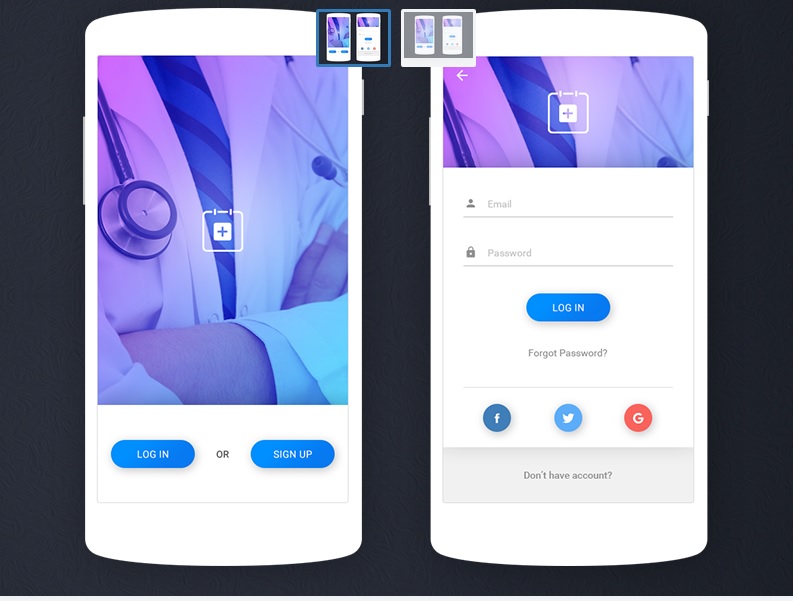 LOG IN
OR
SIGN UP
Email
Password
LOG IN
Forgot Password?
f
G
Don't have account?